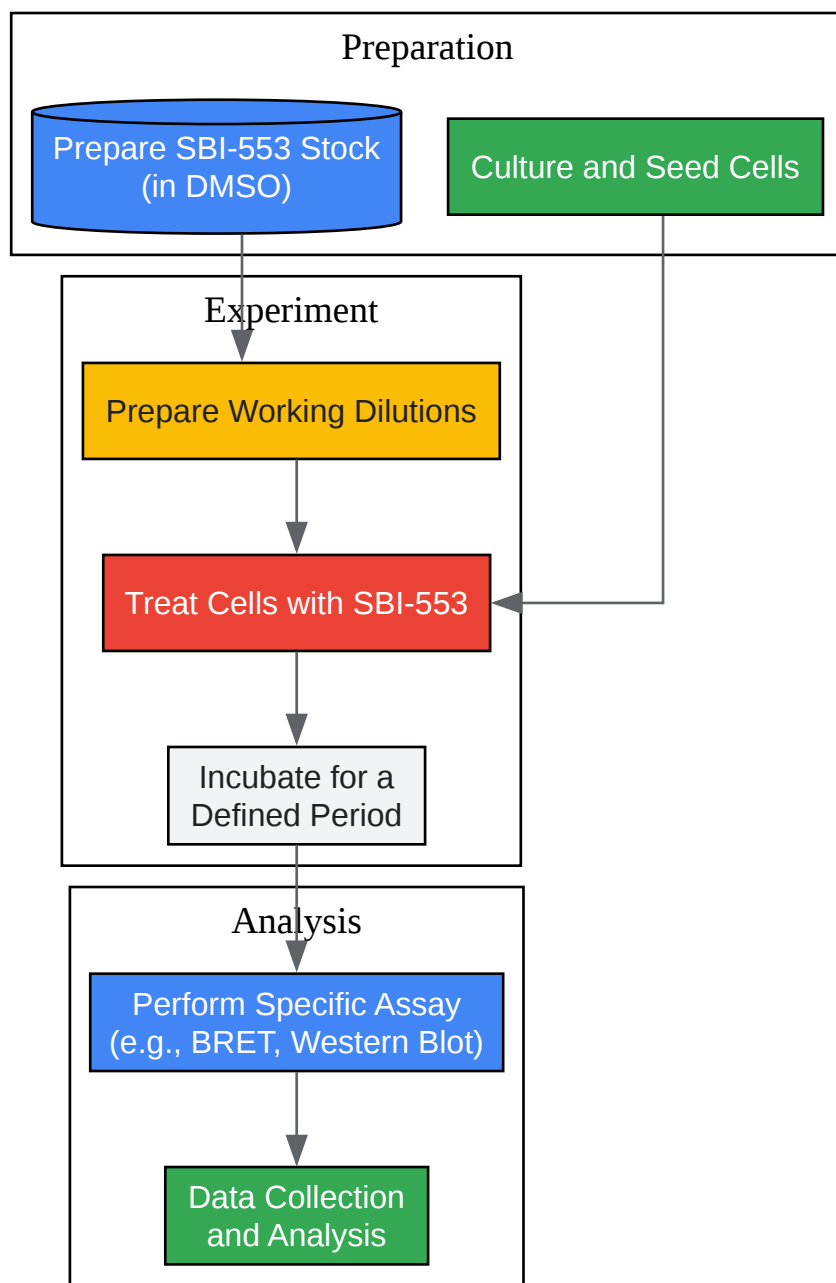 Preparation
Prepare SBI-553 Stock
(in DMSO)
Culture and Seed Cells
Experiment
Prepare Working Dilutions
Treat Cells with SBI-553
Incubate for a
Defined Period
Analysis
Perform Specific Assay
(e.g., BRET, Western Blot)
Data Collection
and Analysis